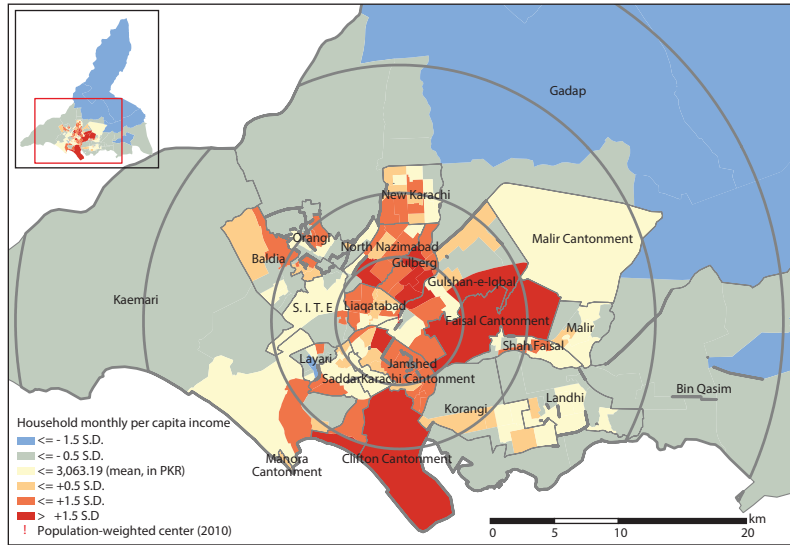 Gadap
New Karachi
Orangi
North Nazimabad
Malir Cantonment
Baldia
Gulberg
Gulshan-e-Iqbal
Kaemari
S. I. T. E
Liaqatabad
Faisal Cantonment
Malir
Shah Faisal
Layari
Jamshed
Saddar
Karachi Cantonment
Bin Qasim
Korangi
Landhi
Manora
Cantonment
Clifton Cantonment
Household monthly per capita income
<= - 1.5 S.D.
<= - 0.5 S.D.
<= 3,063.19 (mean, in PKR)
<= +0.5 S.D.
<= +1.5 S.D.
> +1.5 S.D
! Population-weighted center (2010)
km
0 5 10 20